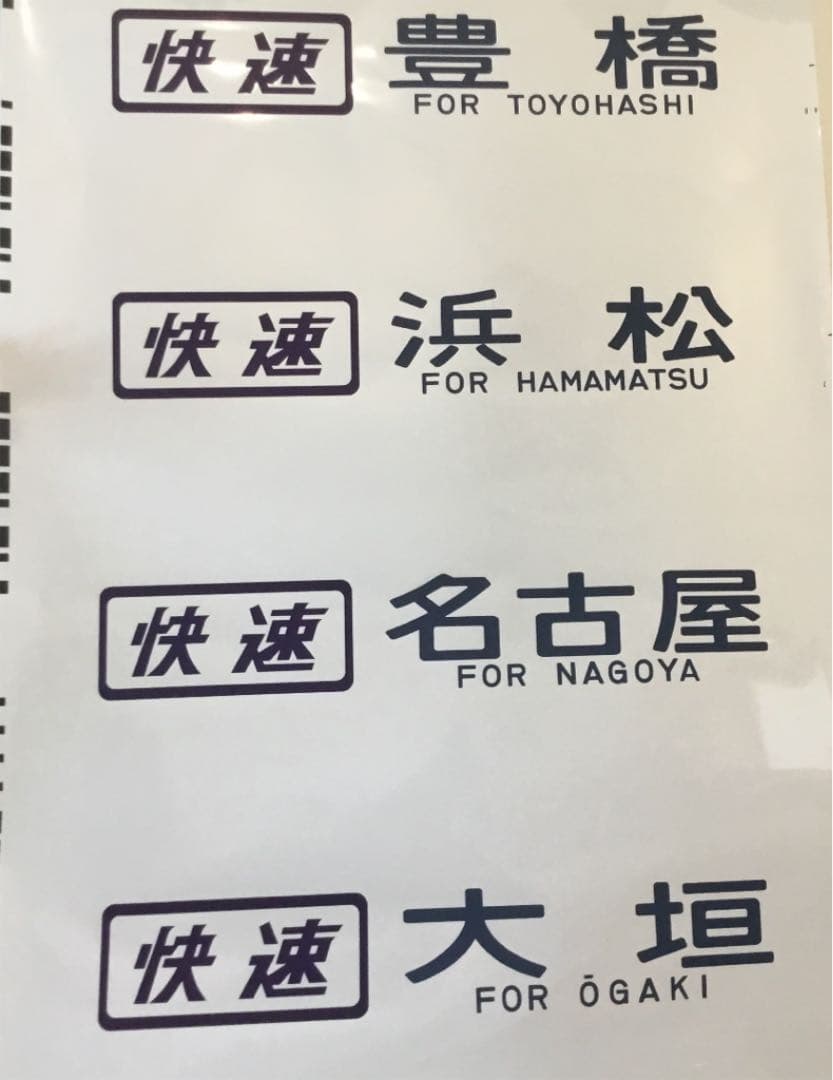 快速 豊橋
FOR TOYOHASHI
快速 浜松
FOR HAMAMATSU
快速 名古屋
FOR NAGOYA
快速 大垣
FOR ŌGAKI